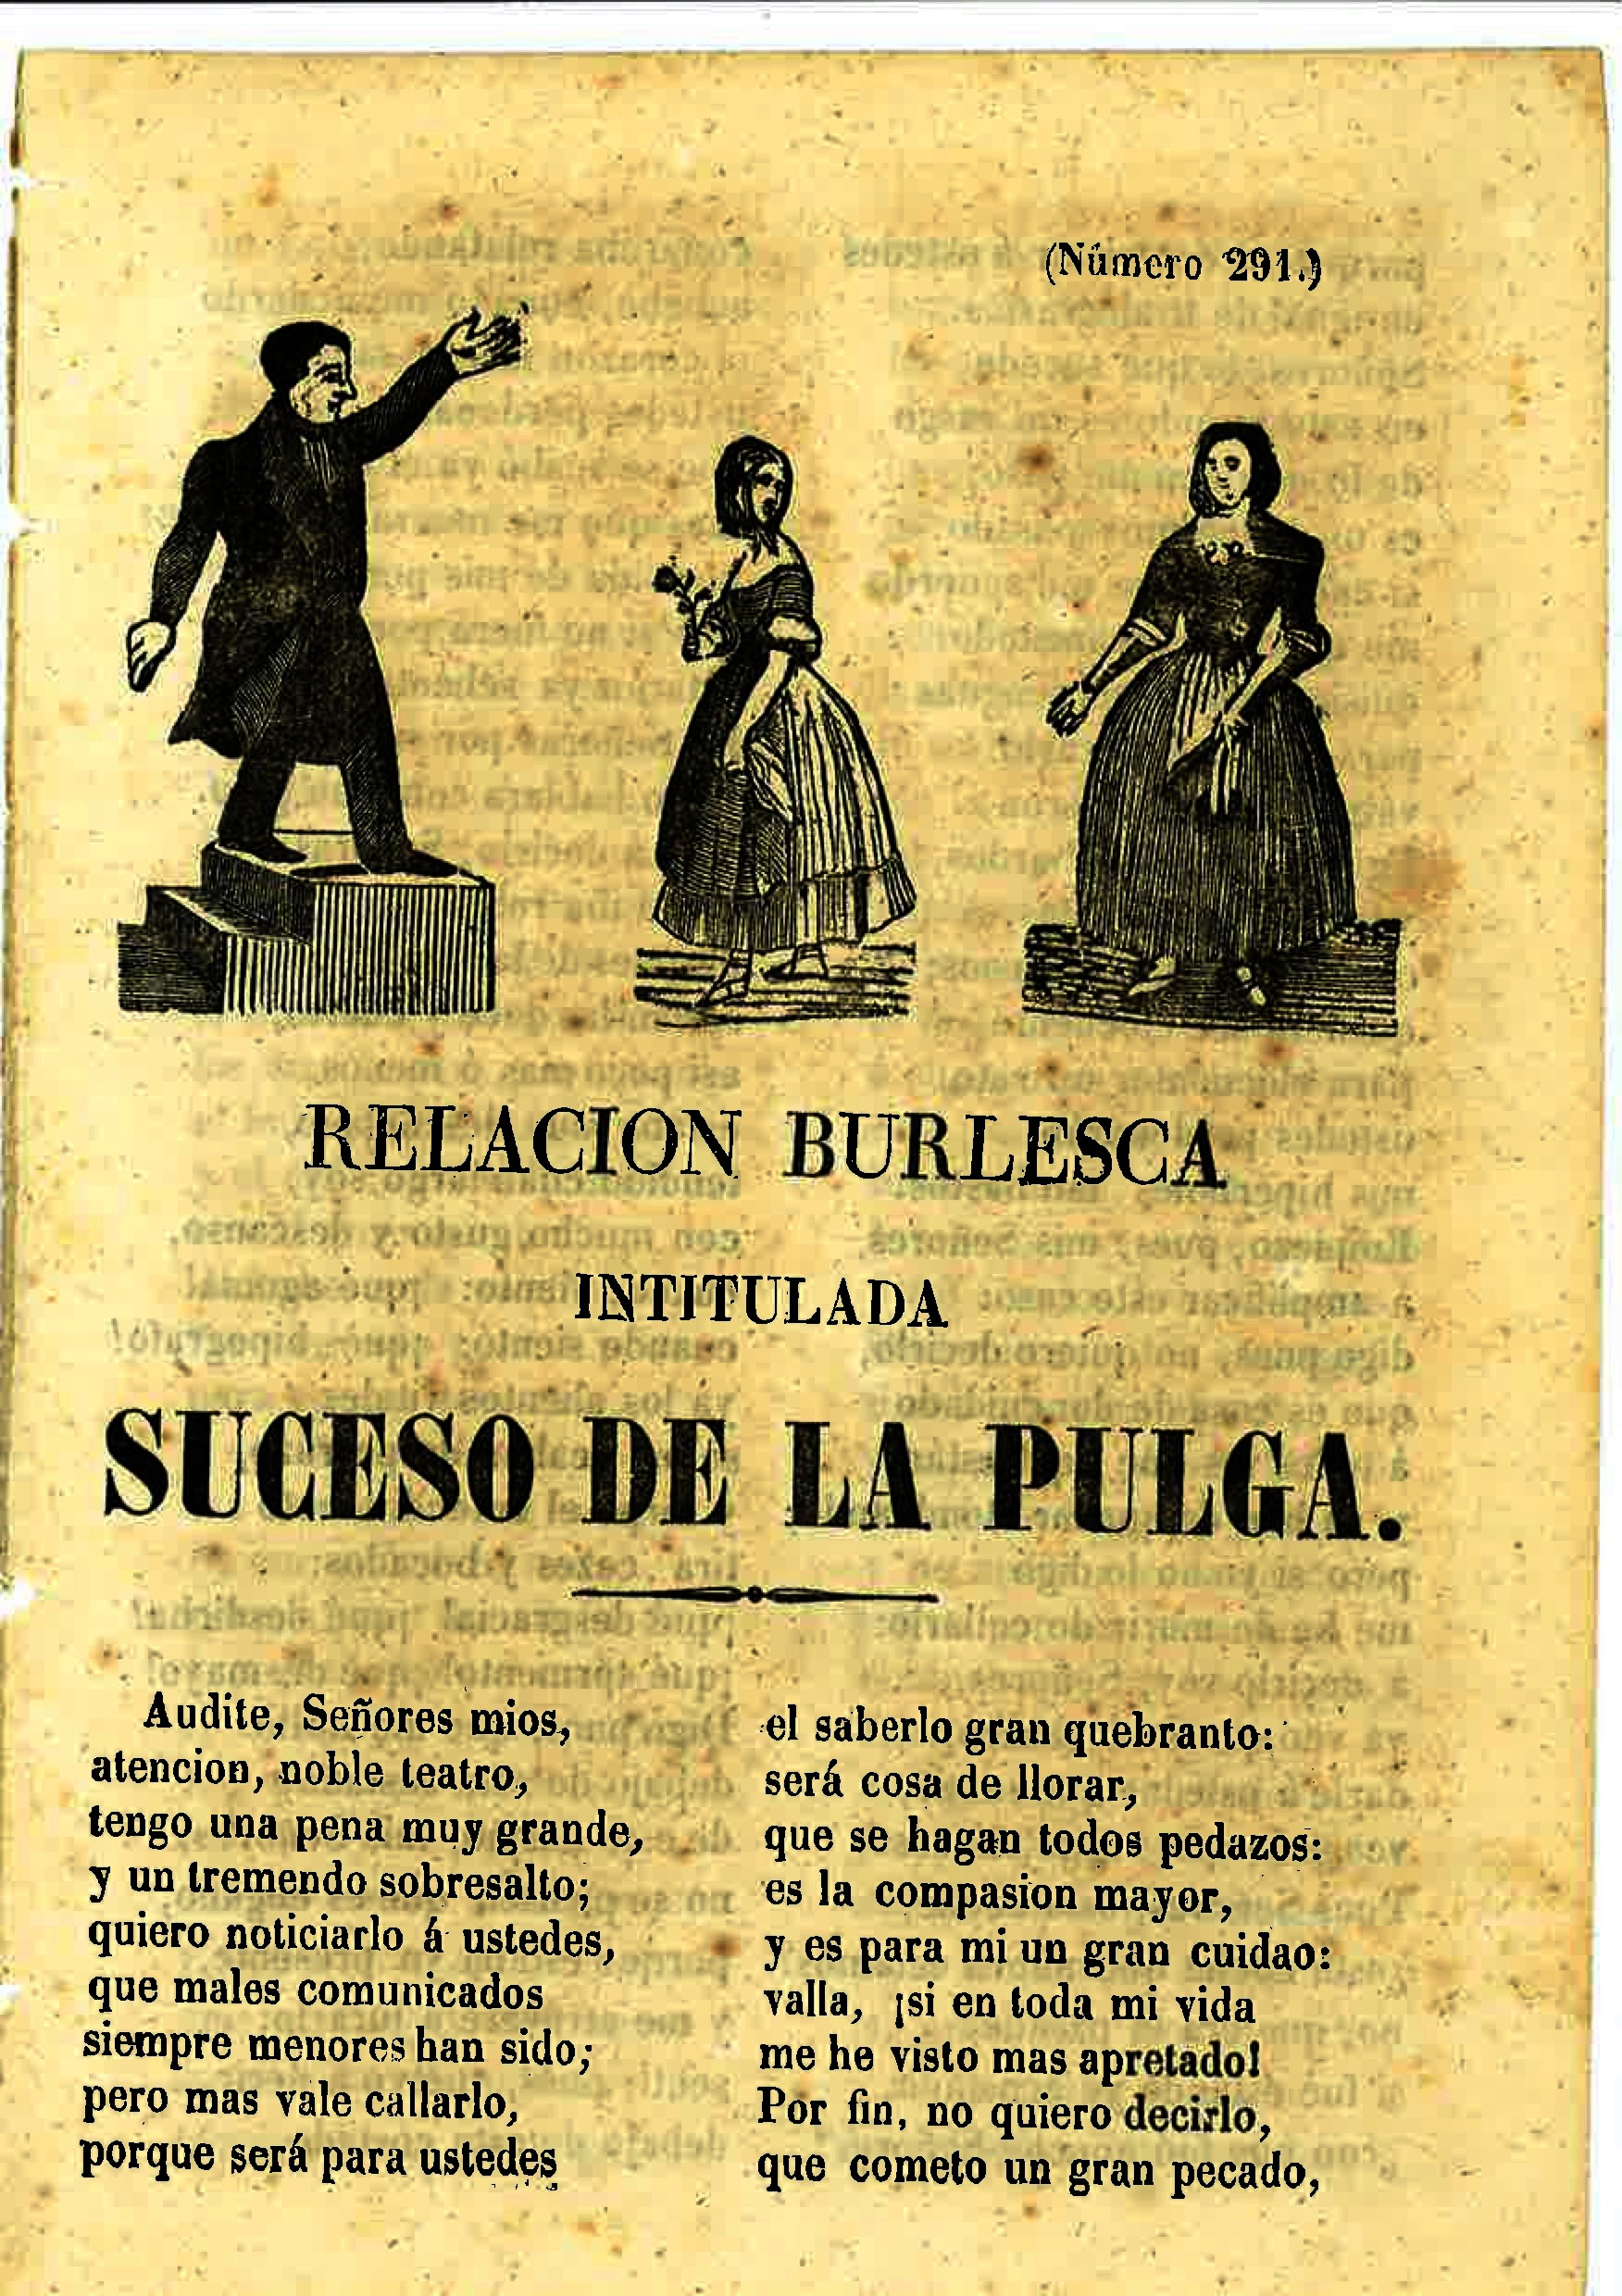 (Número 291.)
RELACION BURLESCA
INTITULADA
SUCESO DE LA PULGA.
Audite, Señores mios,
atencion, noble teatro,
tengo una pena muy grande,
y un tremendo sobresalto;
quiero noticiarlo á ustedes,
que males comunicados
siempre menores han sido;
pero mas vale callarlo,
porque será para ustedes
el saberlo gran quebranto:
será cosa de llorar,
que se hagan todos pedazos:
es la compasion mayor,
y es para mi un gran cuidao:
valla, ¡si en toda mi vida
me he visto mas apretado!
Por fin, no quiero decirlo,
que cometo un gran pecado,